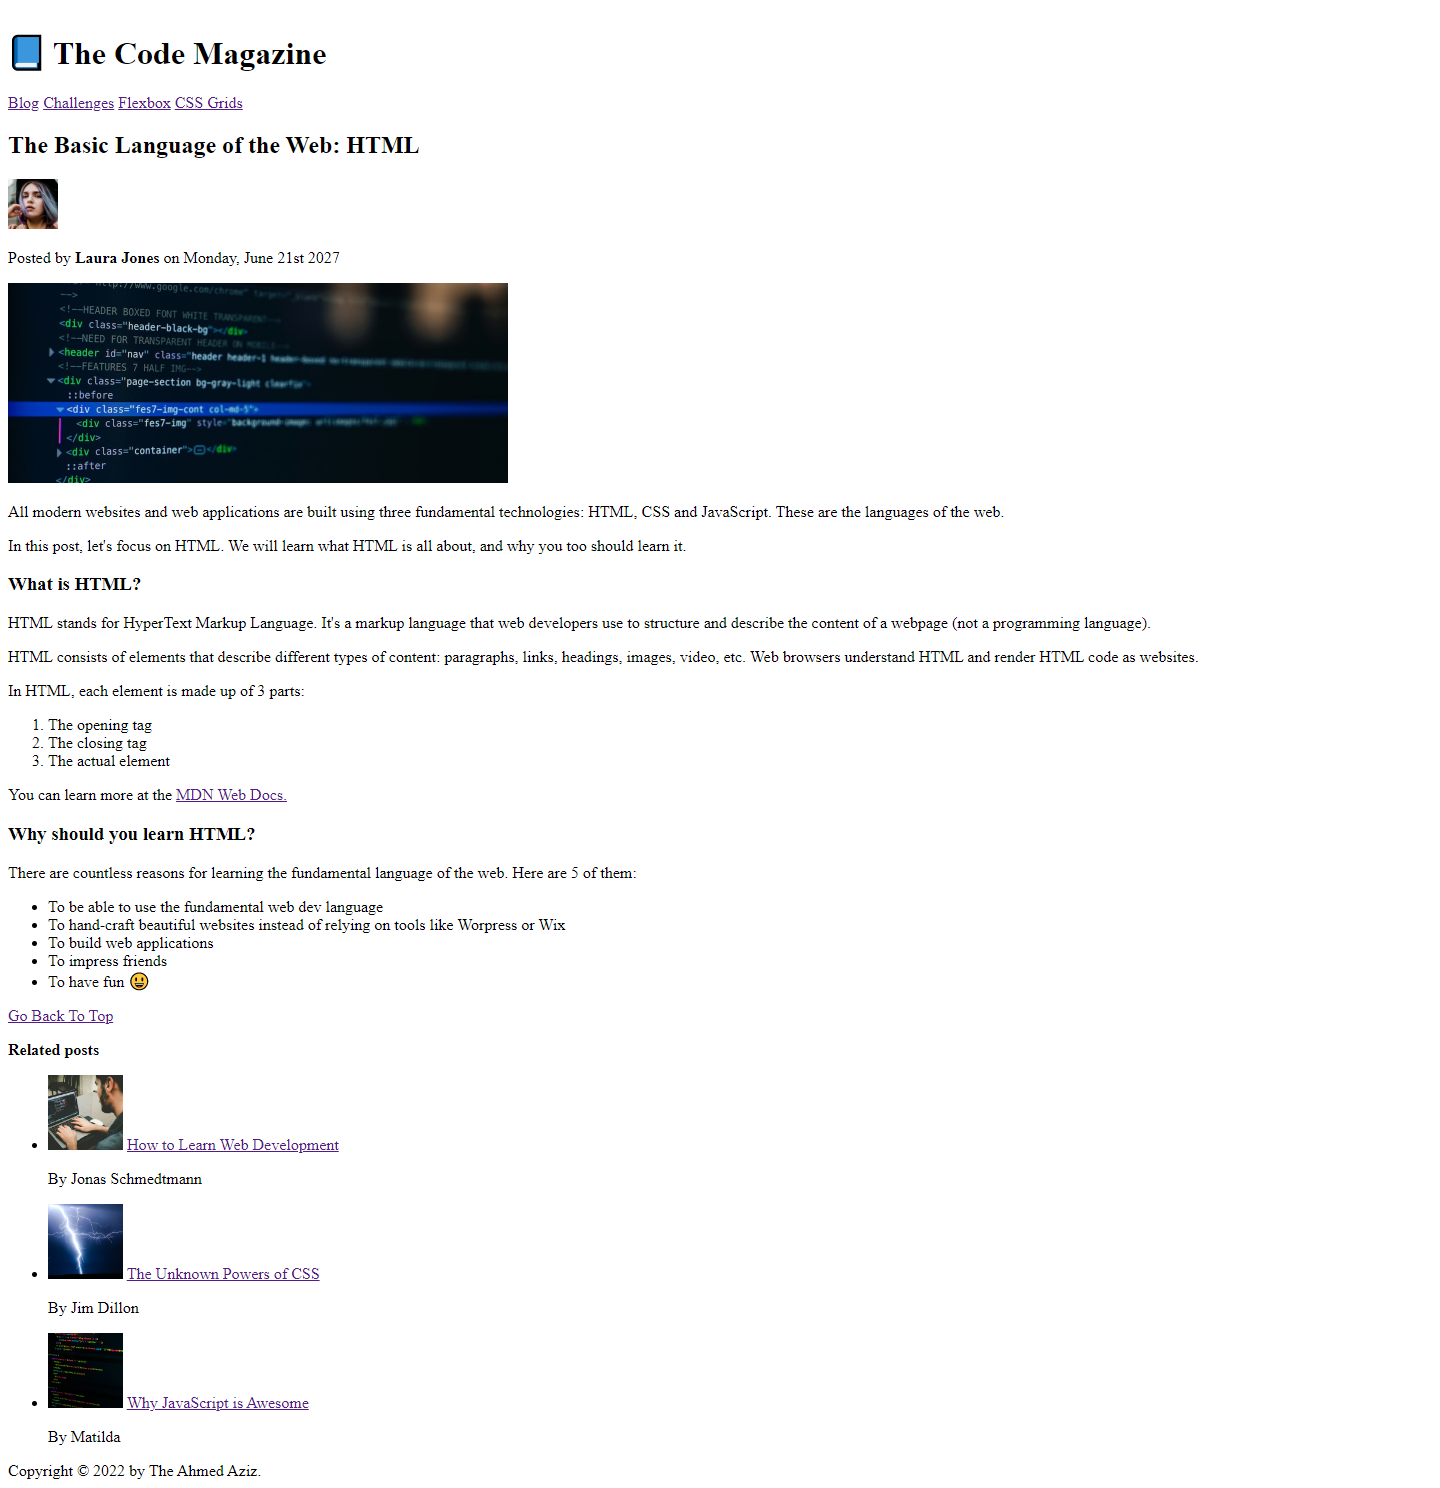 📘 The Code Magazine
Blog Challenges Flexbox CSS Grids
The Basic Language of the Web: HTML
Posted by Laura Jones on Monday, June 21st 2027
http://www.google.com/chrome" target="_blank"
-->
<!--HEADER BOXED FONT WHITE TRANSPARENT-->
<div class="header-black-bg"></div>
<!--NEED FOR TRANSPARENT HEADER ON MOBILE-->
<header id="nav" class="header header-1 header-boxed
<!--FEATURES 7 HALF IMG-->
<div class="page-section bg-gray-light clearfix">
::before
<div class="fes7-img-cont col-md-5">
<div class="fes7-img" style="background-image:
</div>
<div class="container"></div>
::after
</div>
All modern websites and web applications are built using three fundamental technologies: HTML, CSS and JavaScript. These are the languages of the web.
In this post, let's focus on HTML. We will learn what HTML is all about, and why you too should learn it.
What is HTML?
HTML stands for HyperText Markup Language. It's a markup language that web developers use to structure and describe the content of a webpage (not a programming language).
HTML consists of elements that describe different types of content: paragraphs, links, headings, images, video, etc. Web browsers understand HTML and render HTML code as websites.
In HTML, each element is made up of 3 parts:
1. The opening tag
2. The closing tag
3. The actual element
You can learn more at the MDN Web Docs.
Why should you learn HTML?
There are countless reasons for learning the fundamental language of the web. Here are 5 of them:
• To be able to use the fundamental web dev language
• To hand-craft beautiful websites instead of relying on tools like Worpress or Wix
• To build web applications
• To impress friends
• To have fun 😃
Go Back To Top
Related posts
• How to Learn Web Development
By Jonas Schmedtmann
• The Unknown Powers of CSS
By Jim Dillon
• Why JavaScript is Awesome
By Matilda
Copyright © 2022 by The Ahmed Aziz.